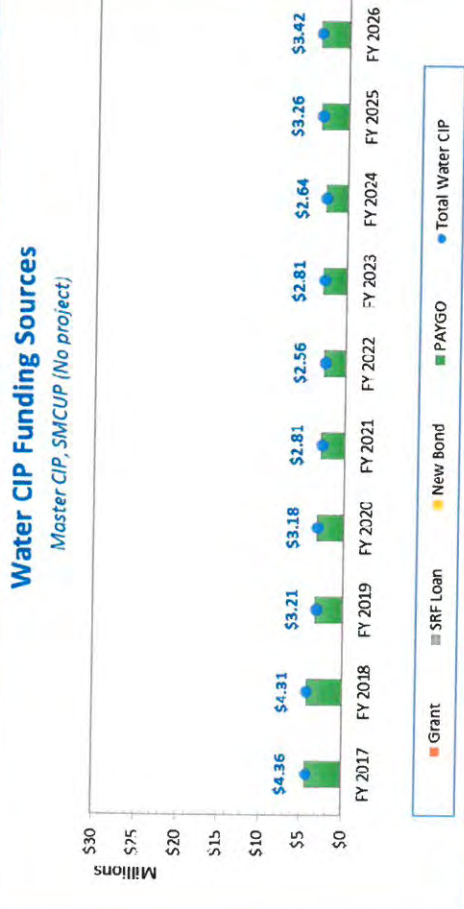 Water CIP Funding Sources
Master CIP, SMCUP (No project)
Millions
$30
$25
$20
$15
$10
$5
$0
$4.36
$4.31
$3.21
$3.18
$2.81
$2.56
$2.81
$2.64
$3.26
$3.42
FY 2017
FY 2018
FY 2019
FY 2020
FY 2021
FY 2022
FY 2023
FY 2024
FY 2025
FY 2026
Grant
SRF Loan
New Bond
PAYGO
Total Water CIP